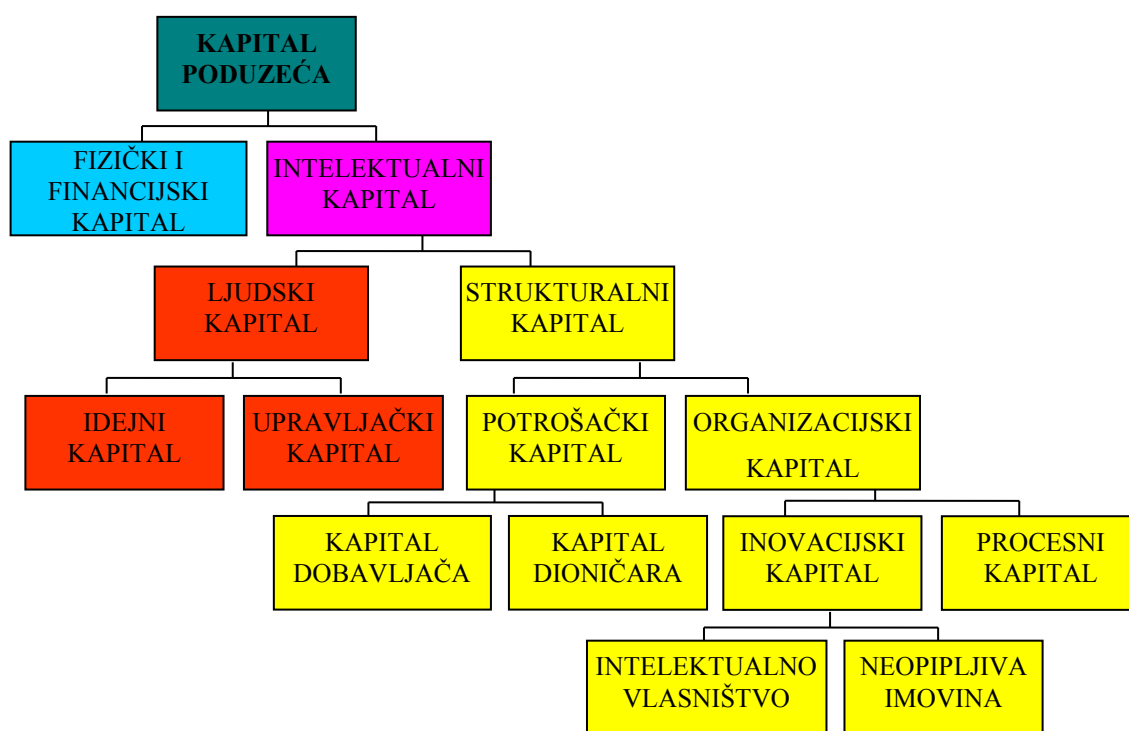 KAPITAL
PODUZEĆA
FIZIČKI I
FINANCIJSKI
KAPITAL
INTELEKTUALNI
KAPITAL
LJUDSKI
KAPITAL
STRUKTURALNI
KAPITAL
IDEJNI
KAPITAL
UPRAVLJAČKI
KAPITAL
POTROŠAČKI
KAPITAL
ORGANIZACIJSKI
KAPITAL
KAPITAL
DOBAVLJAČA
KAPITAL
DIONIČARA
INOVACIJSKI
KAPITAL
PROCESNI
KAPITAL
INTELEKTUALNO
VLASNIŠTVO
NEOPIPLJIVA
IMOVINA